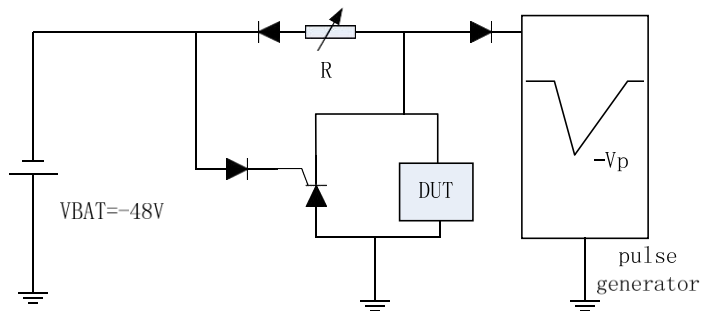 R
-Vp
DUT
VBAT=-48V
pulse
generator